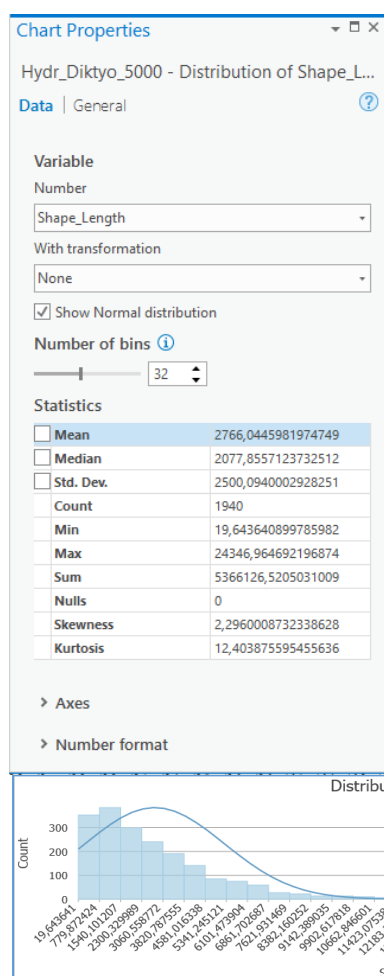 Chart Properties
Hydr_Diktyo_5000 - Distribution of Shape_L...
Data | General
Variable
Number
Shape_Length
With transformation
None
Show Normal distribution
Number of bins
32
Statistics
Mean 2766,0445981974749
Median 2077,8557123732512
Std. Dev. 2500,0940002928251
Count 1940
Min 19,643640899785982
Max 24346,964692196874
Sum 5366126,5205031009
Nulls 0
Skewness 2,2960008732338628
Kurtosis 12,403875595455636
Axes
Number format
Distribu
Count
300
200
100
0
19,643641
779,872424
1540,101207
2300,329989
3060,558772
3820,787555
4581,016338
5341,245121
6101,473904
6861,702687
7621,931469
8382,160252
9142,389035
9902,617818
10662,846601